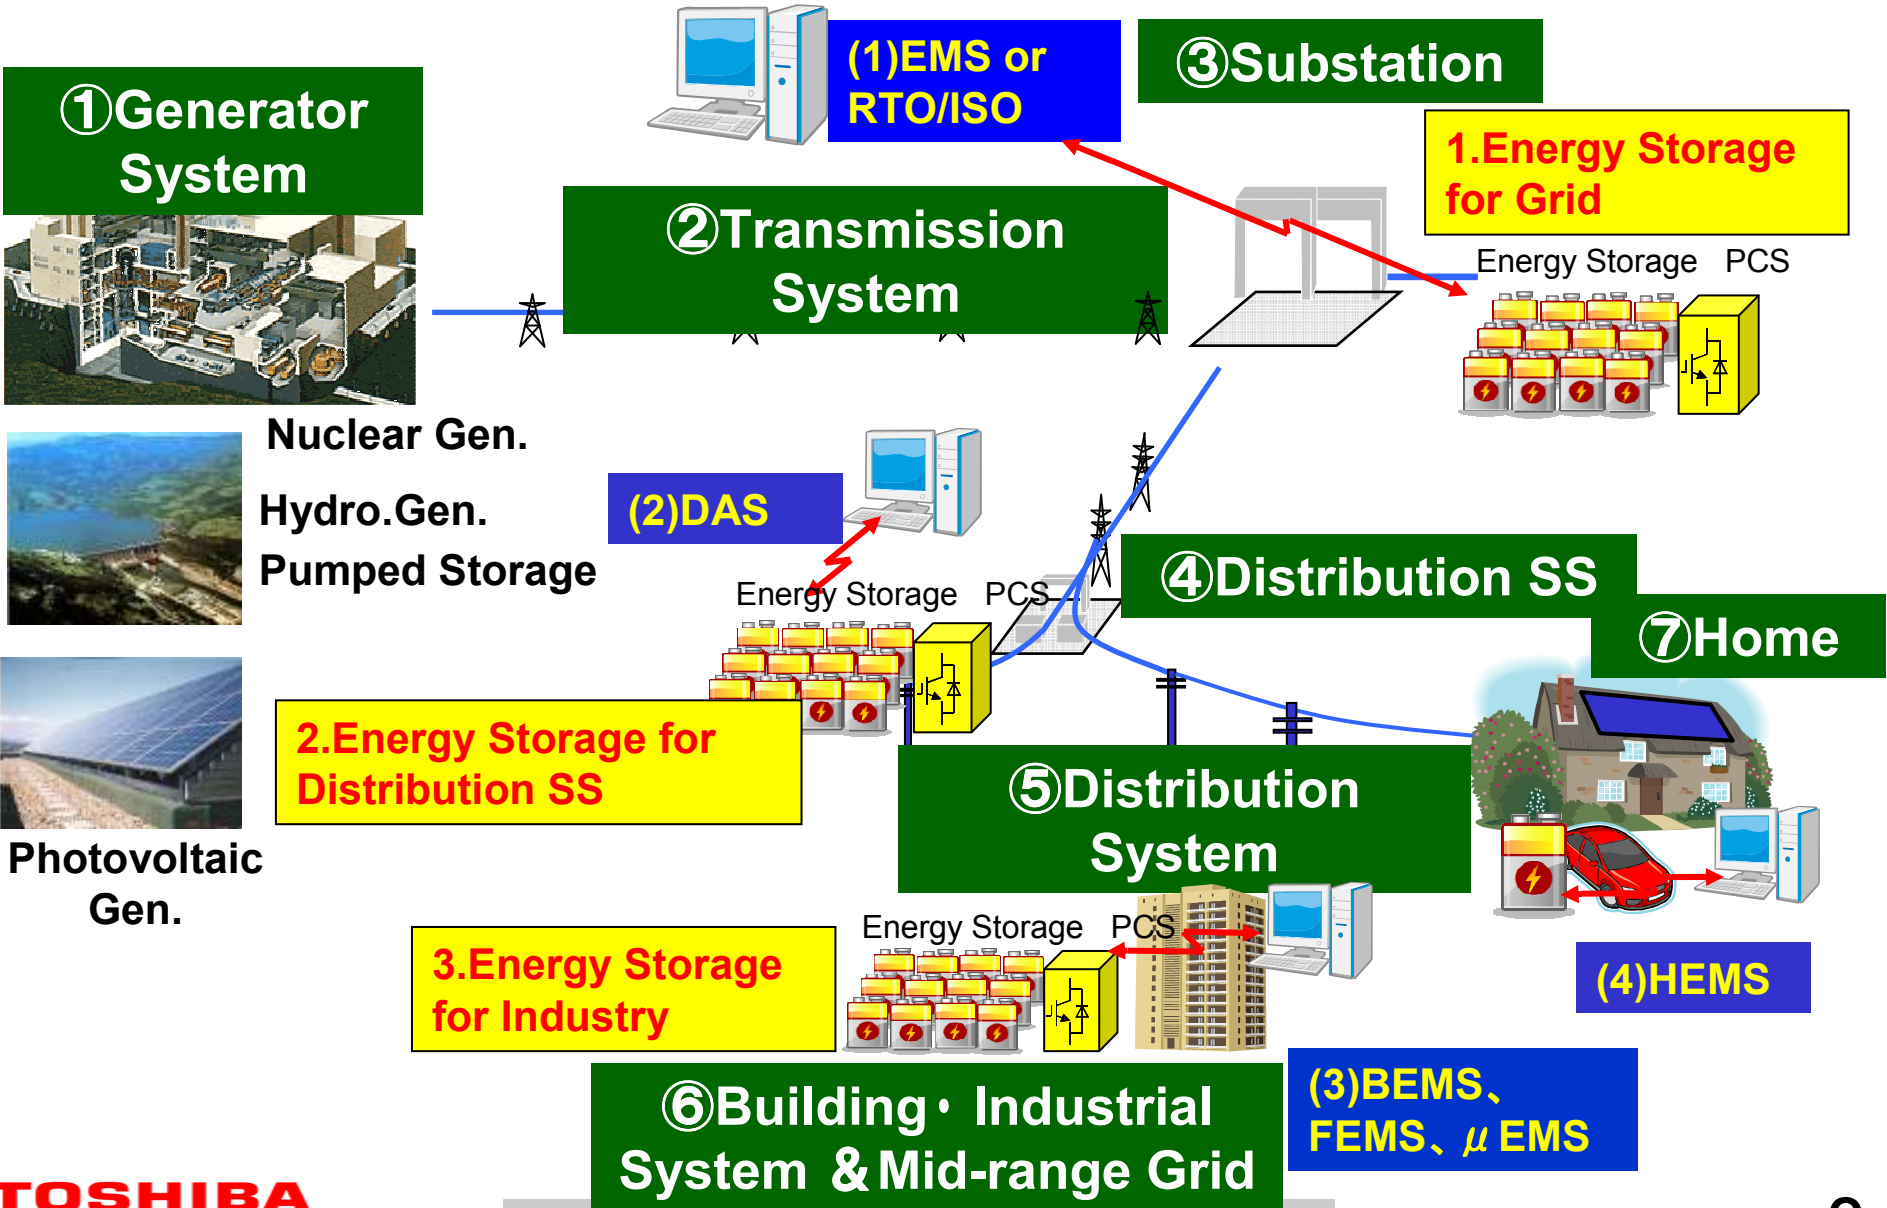 ①Generator
System
(1)EMS or
RTO/ISO
③Substation
1.Energy Storage
for Grid
②Transmission
System
Energy Storage PCS
Nuclear Gen.
Hydro.Gen.
Pumped Storage
(2)DAS
Energy Storage PCS
④Distribution SS
⑦Home
2.Energy Storage for
Distribution SS
⑤Distribution
System
Photovoltaic
Gen.
Energy Storage PCS
3.Energy Storage
for Industry
(4)HEMS
⑥Building・Industrial
System ＆Mid-range Grid
(3)BEMS、
FEMS、μEMS
TOSHIBA